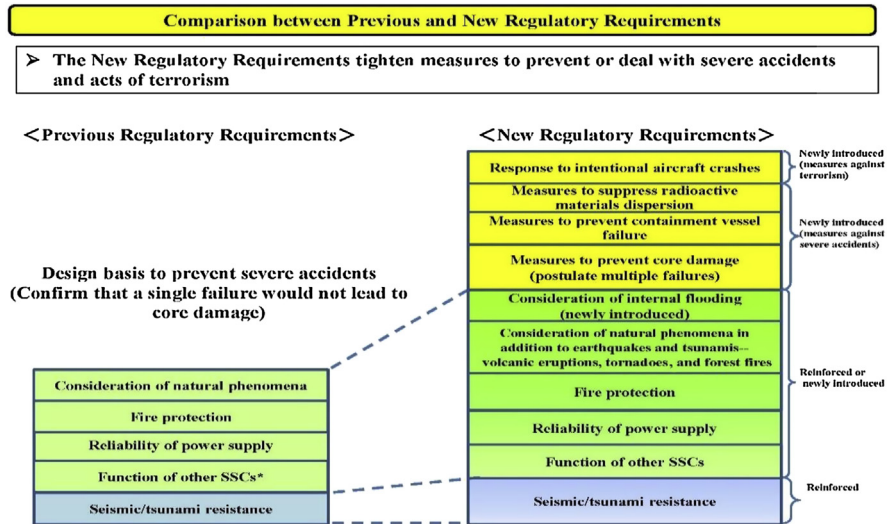 Comparison between Previous and New Regulatory Requirements
➢ The New Regulatory Requirements tighten measures to prevent or deal with severe accidents
and acts of terrorism
<Previous Regulatory Requirements>
Design basis to prevent severe accidents
(Confirm that a single failure would not lead to
core damage)
Consideration of natural phenomena
Fire protection
Reliability of power supply
Function of other SSCs*
Seismic/tsunami resistance
<New Regulatory Requirements>
Response to intentional aircraft crashes
Measures to suppress radioactive
materials dispersion
Measures to prevent containment vessel
failure
Measures to prevent core damage
(postulate multiple failures)
Consideration of internal flooding
(newly introduced)
Consideration of natural phenomena in
addition to earthquakes and tsunamis--
volcanic eruptions, tornadoes, and forest fires
Fire protection
Reliability of power supply
Function of other SSCs
Seismic/tsunami resistance
Newly introduced
(measures against
terrorism)
Newly introduced
(measures against
severe accidents)
Reinforced or
newly introduced
Reinforced